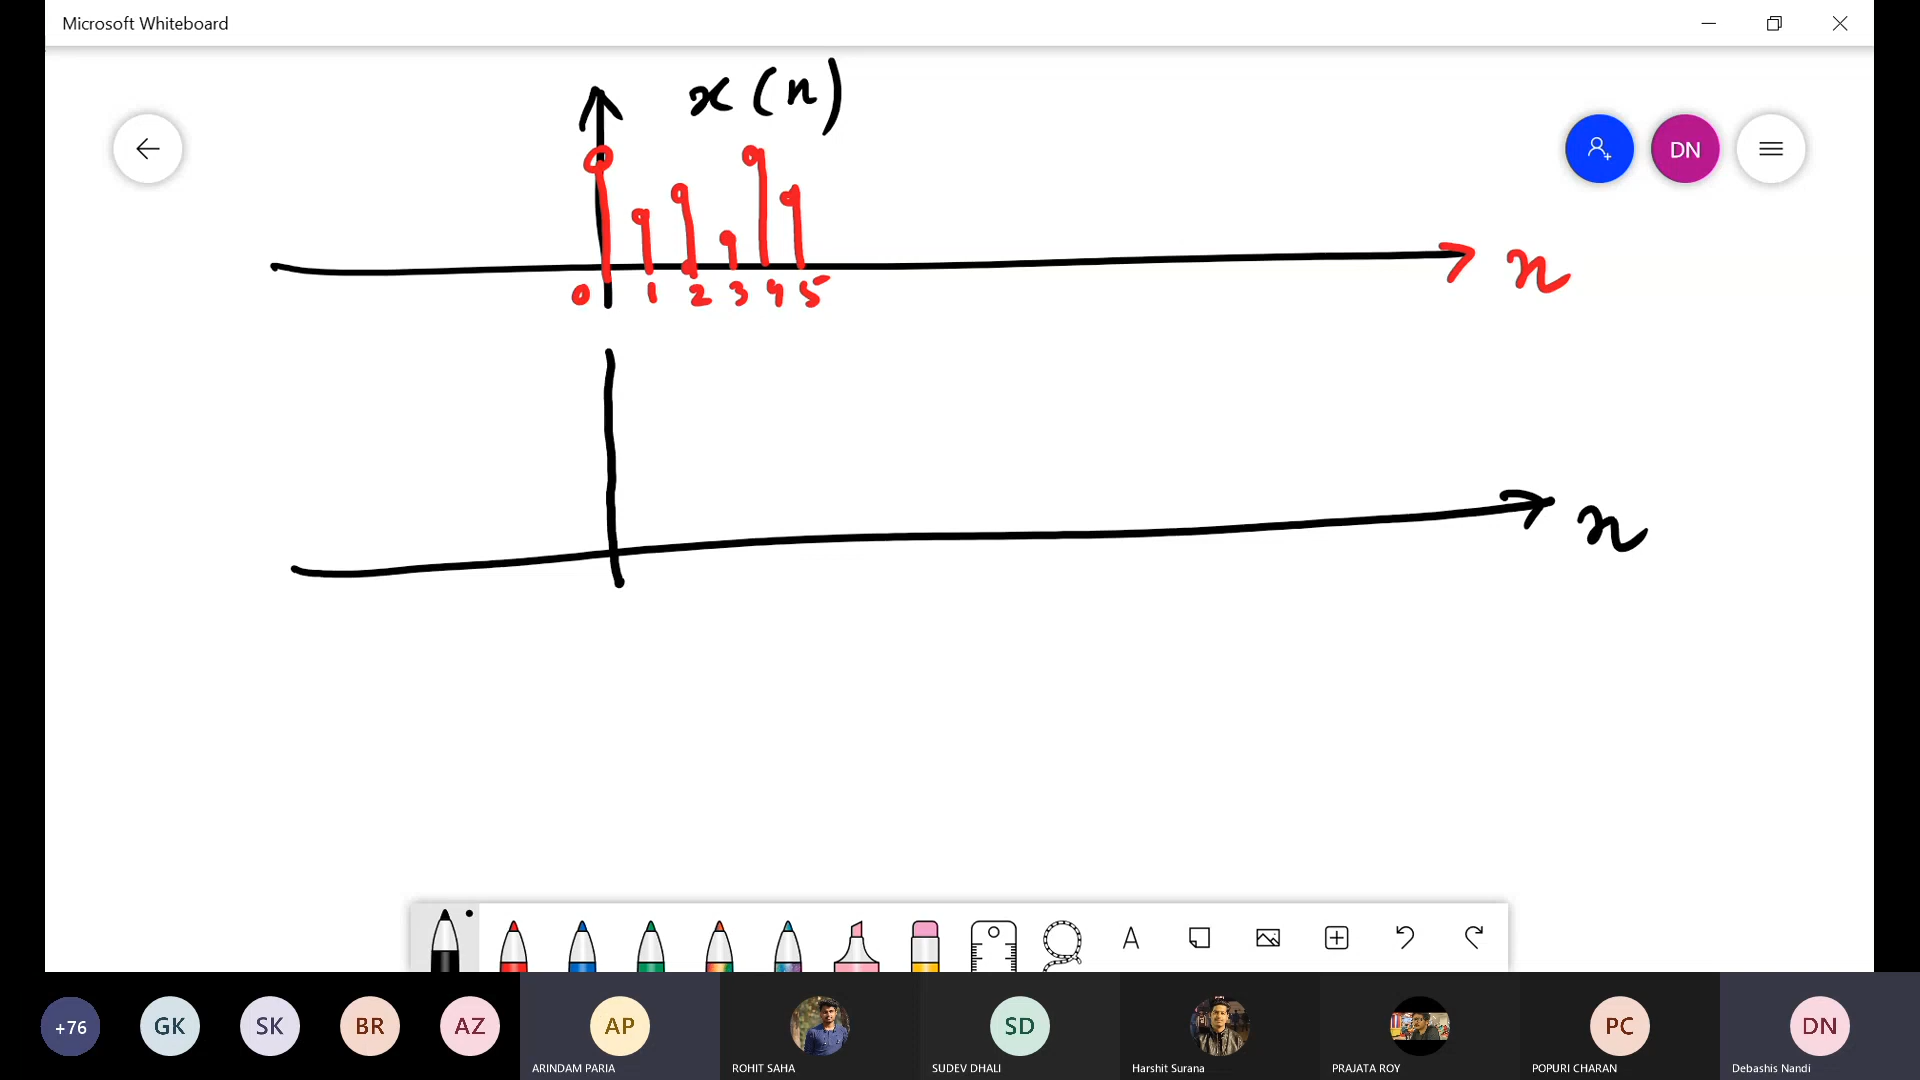 Microsoft Whiteboard
x(n)
DN
n
0 1 2 3 4 5
n
A
+76 GK SK BR AZ AP SD PC DN
ARINDAM PARIA ROHIT SAHA SUDEV DHALI Harshit Surana PRAJATA ROY POPURI CHARAN Debashis Nandi